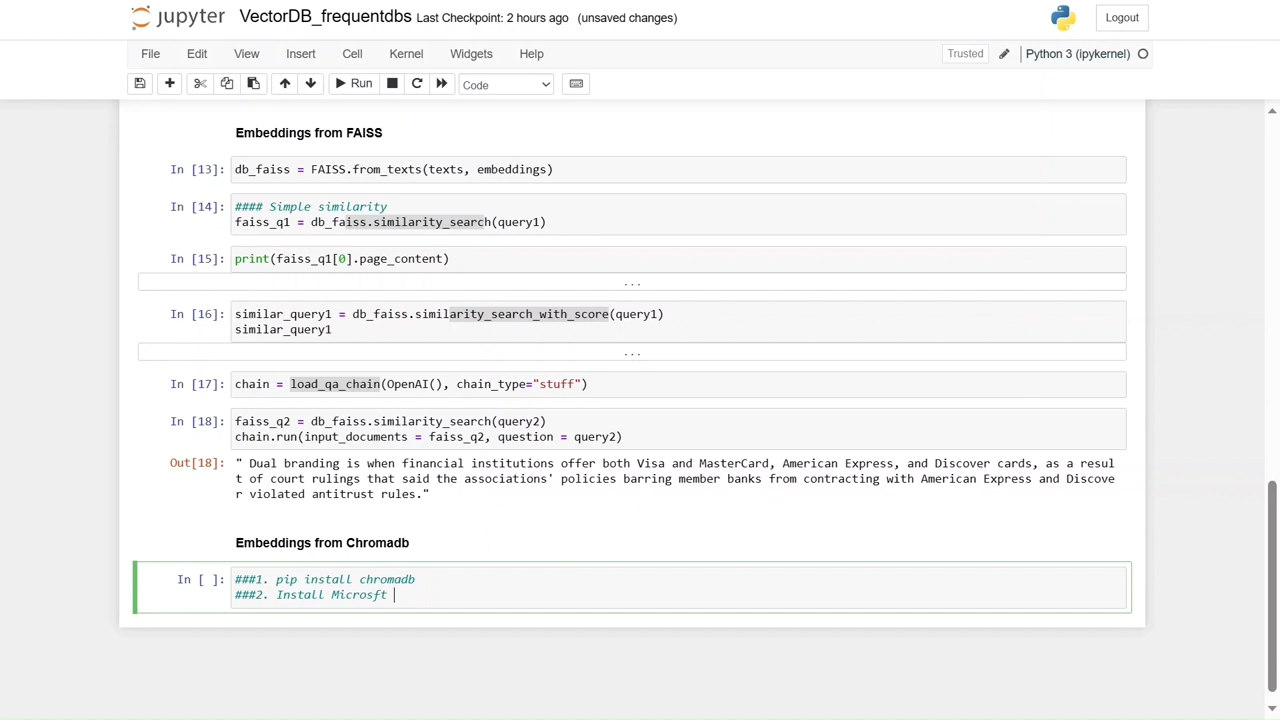 jupyter VectorDB_frequentdbs Last Checkpoint: 2 hours ago (unsaved changes) Logout
File Edit View Insert Cell Kernel Widgets Help Trusted Python 3 (ipykernel)
Run Code
Embeddings from FAISS
In [13]: db_faiss = FAISS.from_texts(texts, embeddings)
In [14]: #### Simple similarity
faiss_q1 = db_faiss.similarity_search(query1)
In [15]: print(faiss_q1[0].page_content)
...
In [16]: similar_query1 = db_faiss.similarity_search_with_score(query1)
similar_query1
...
In [17]: chain = load_qa_chain(OpenAI(), chain_type="stuff")
In [18]: faiss_q2 = db_faiss.similarity_search(query2)
chain.run(input_documents = faiss_q2, question = query2)
Out[18]: " Dual branding is when financial institutions offer both Visa and MasterCard, American Express, and Discover cards, as a resul
t of court rulings that said the associations' policies barring member banks from contracting with American Express and Discove
r violated antitrust rules."
Embeddings from Chromadb
In [ ]: ###1. pip install chromadb
###2. Install Microsft